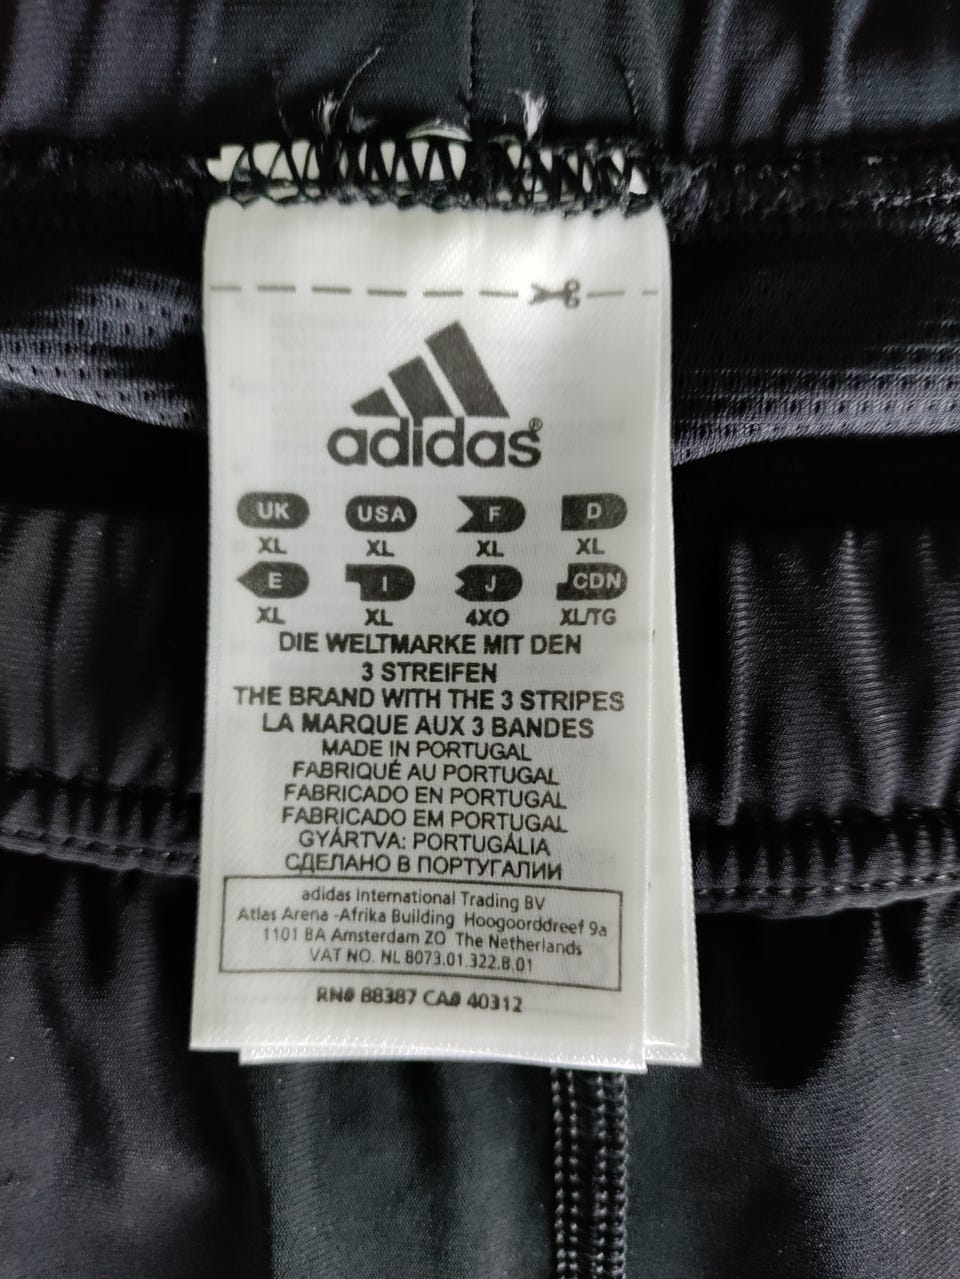 adidas®
UK USA F D
XL XL XL XL
E I J CDN
XL XL 4XO XL/TG
DIE WELTMARKE MIT DEN
3 STREIFEN
THE BRAND WITH THE 3 STRIPES
LA MARQUE AUX 3 BANDES
MADE IN PORTUGAL
FABRIQUÉ AU PORTUGAL
FABRICADO EN PORTUGAL
FABRICADO EM PORTUGAL
GYÁRTVA: PORTUGÁLIA
СДЕЛАНО В ПОРТУГАЛИИ
adidas International Trading BV
Atlas Arena -Afrika Building Hoogoorddreef 9a
1101 BA Amsterdam ZO The Netherlands
VAT NO. NL 8073.01.322.B.01
RN# 88387 CA# 40312